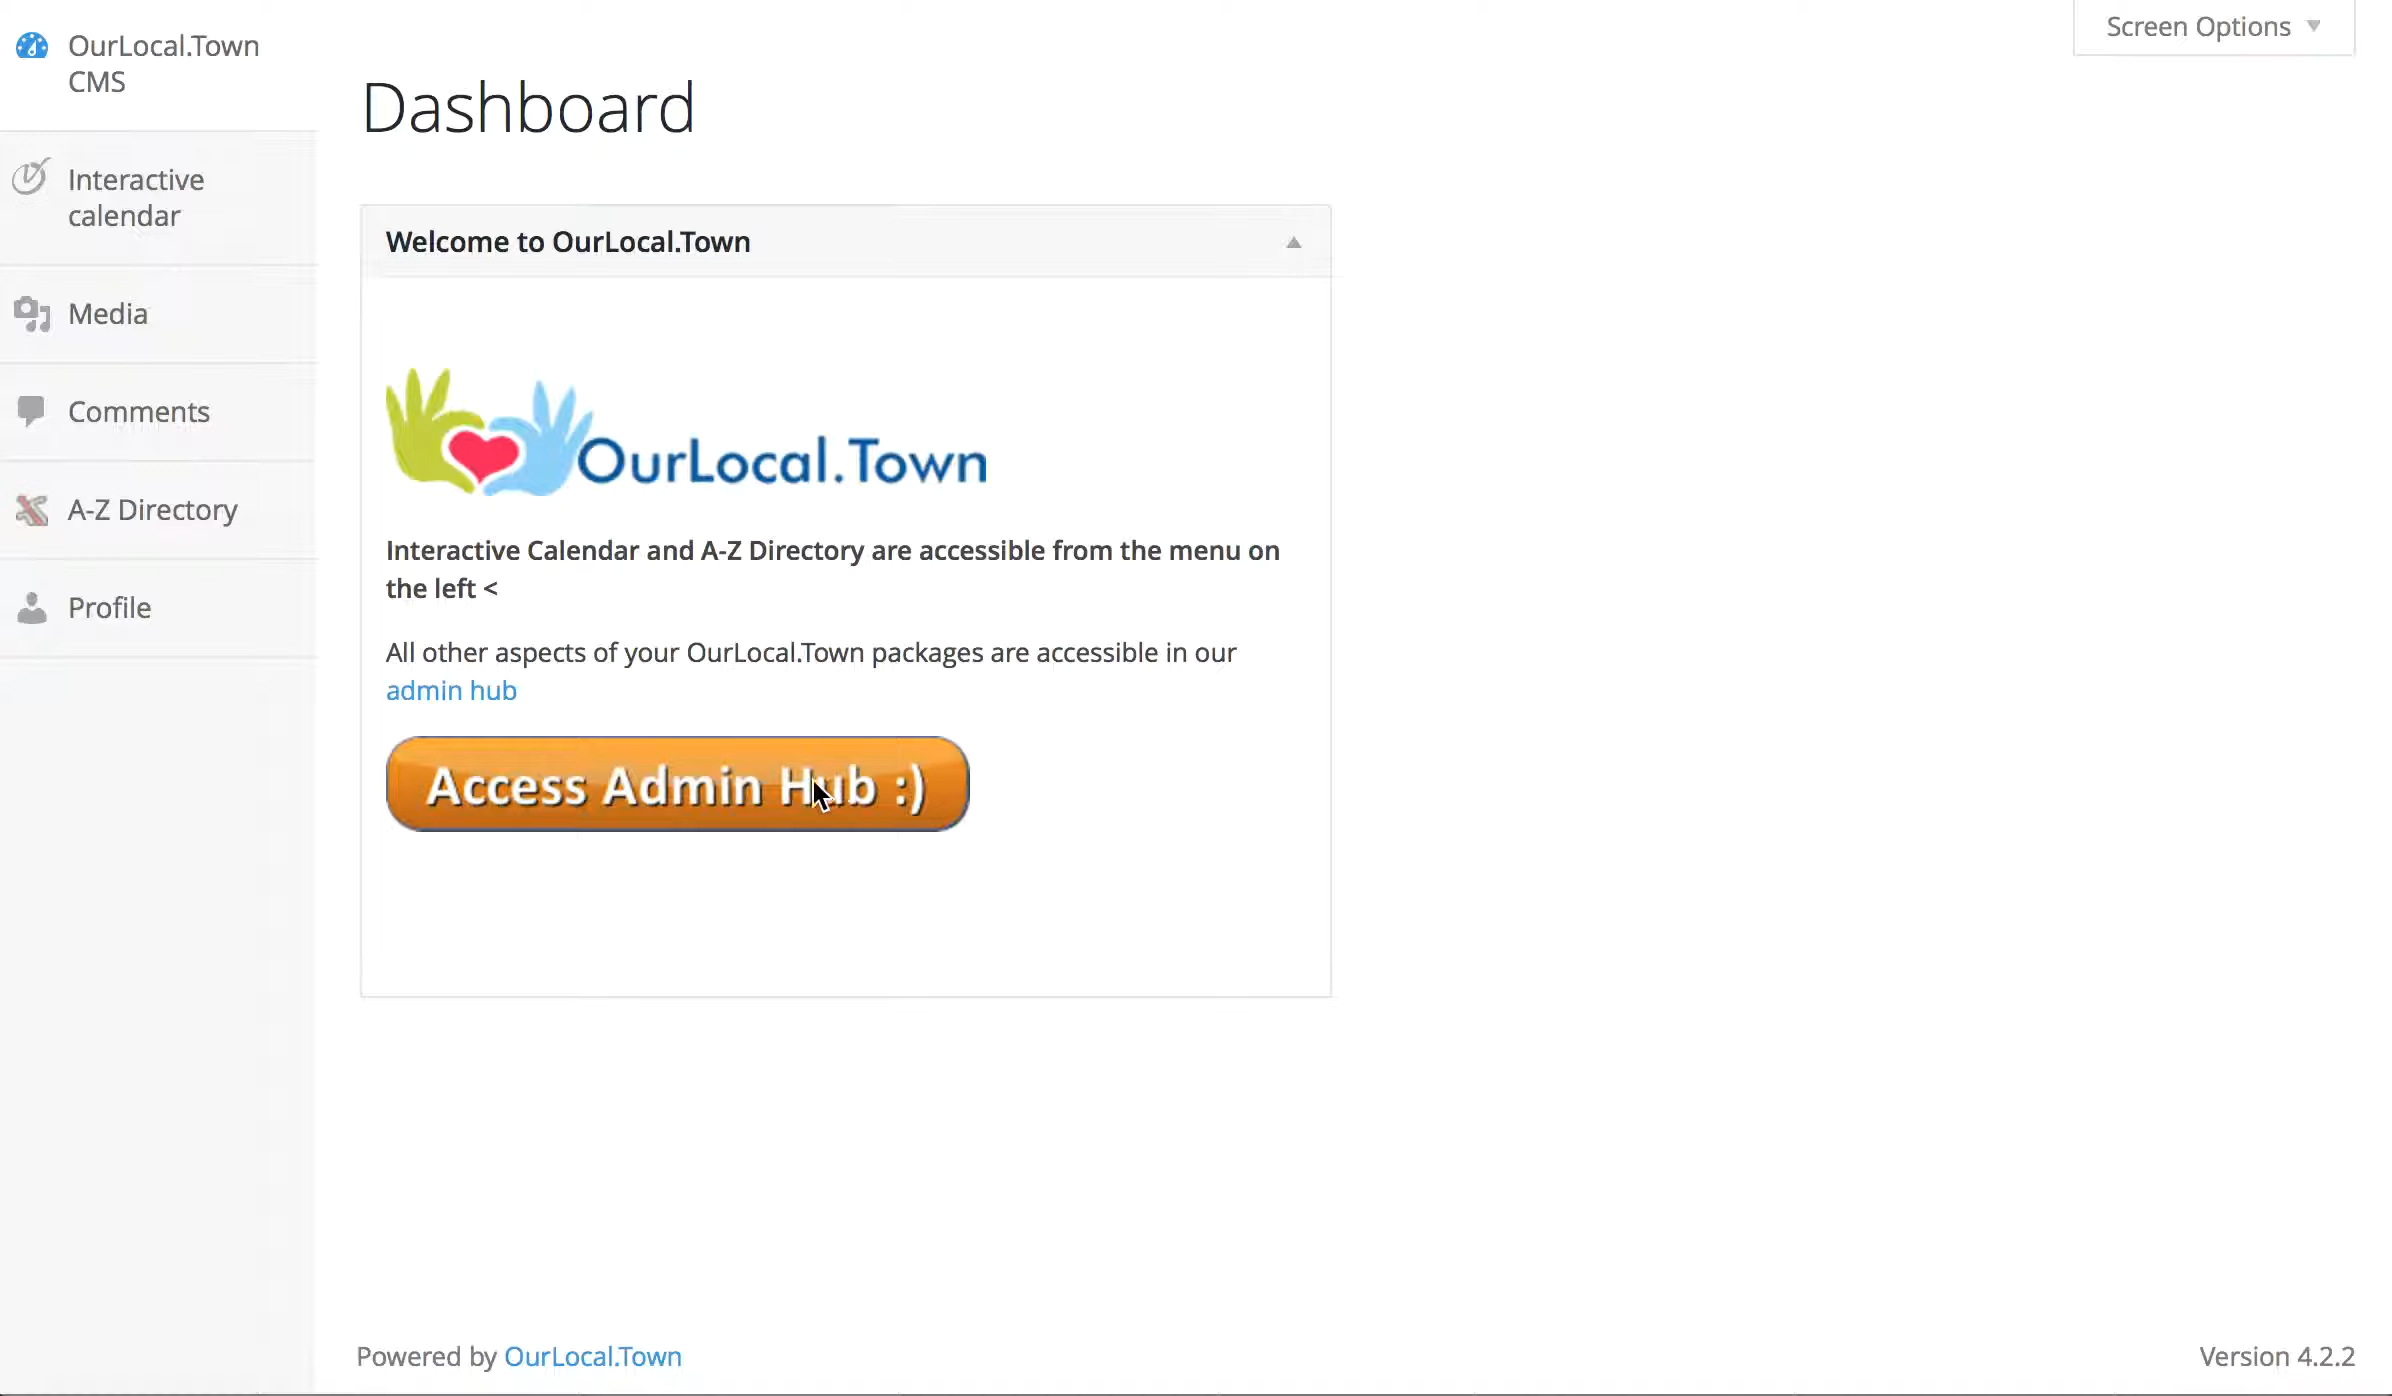 OurLocal.Town
CMS
Interactive
calendar
Media
Comments
A-Z Directory
Profile
Screen Options
Dashboard
Welcome to OurLocal.Town
OurLocal.Town
Interactive Calendar and A-Z Directory are accessible from the menu on
the left <
All other aspects of your OurLocal.Town packages are accessible in our
admin hub
Access Admin Hub :)
Powered by OurLocal.Town
Version 4.2.2